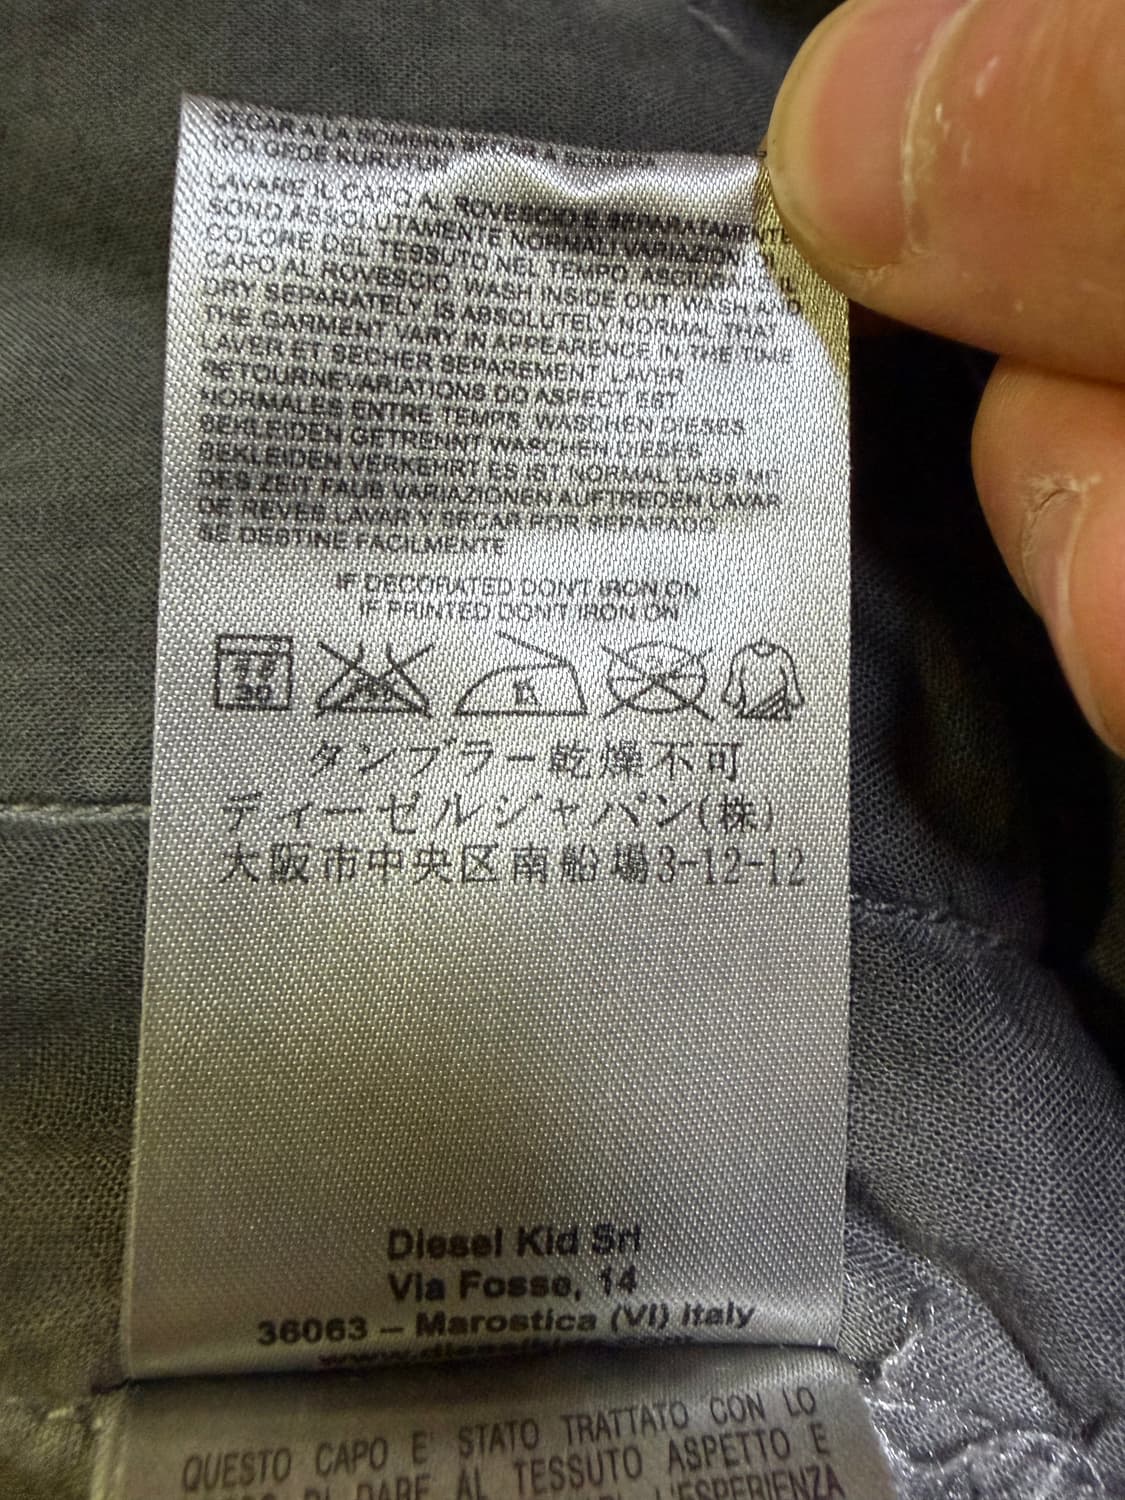 SECAR A LA SOMBRA SECAR A SOMBRA
GOLGEDE KURUTUN
LAVARE IL CAPO AL ROVESCIO E SEPARATAMENTE
SONO ASSOLUTAMENTE NORMALI VARIAZIONI
COLORE DEL TESSUTO NEL TEMPO. ASCIUG IL
CAPO AL ROVESCIO. WASH INSIDE OUT. WASH AND
DRY SEPARATELY. IS ABSOLUTELY NORMAL THAT
THE GARMENT VARY IN APPEARENCE IN THE TIME
LAVER ET SECHER SEPAREMENT. LAVER
RETOURNEVARIATIONS DO ASPECT EST
NORMALES ENTRE TEMPS. WASCHEN DIESES
BEKLEIDEN GETRENNT WASCHEN DIESES
BEKLEIDEN VERKEHRT ES IST NORMAL DASS MIT
DES ZEIT FAUB VARIAZIONEN AUFTREDEN LAVAR
DE REVES LAVAR Y SECAR POR SEPARADO
SE DESTINE FACILMENTE
IF DECORATED DON'T IRON ON
IF PRINTED DON'T IRON ON
30
タンブラー乾燥不可
ディーゼルジャパン(株)
大阪市中央区南船場3-12-12
Diesel Kid Srl
Via Fosse, 14
36063 – Marostica (VI) Italy
QUESTO CAPO E' STATO TRATTATO CON LO
DI DARE AL TESSUTO ASPETTO E
L'ESPERIENZA